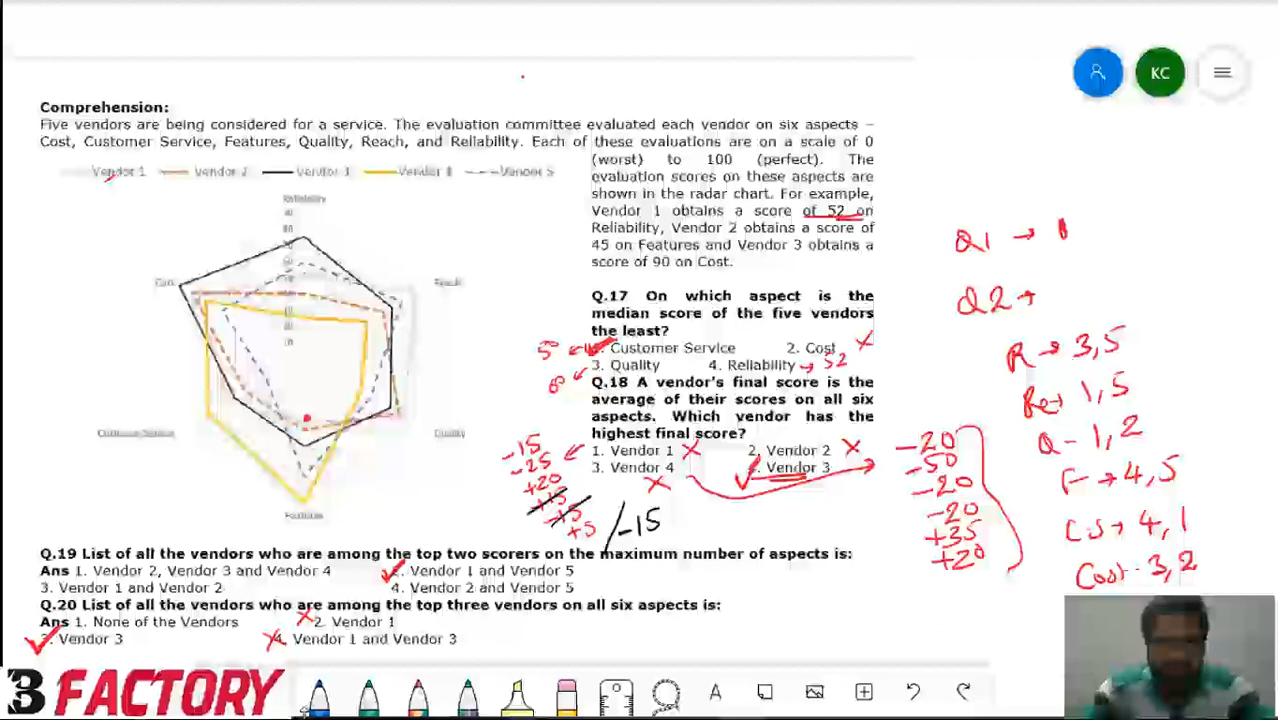 KC
Comprehension:
Five vendors are being considered for a service. The evaluation committee evaluated each vendor on six aspects –
Cost, Customer Service, Features, Quality, Reach, and Reliability. Each of these evaluations are on a scale of 0
(worst) to 100 (perfect). The
evaluation scores on these aspects are
shown in the radar chart. For example,
Vendor 1 obtains a score of 52 on
Reliability, Vendor 2 obtains a score of
45 on Features and Vendor 3 obtains a
score of 90 on Cost.
Vendor 1 Vendor 2 Vendor 3 Vendor 4 Vendor 5
Reliability
Reach
Cost
Quality
Customer Service
Features
Q.17 On which aspect is the
median score of the five vendors
the least?
1. Customer Service 2. Cost
3. Quality 4. Reliability → 52
50
60
Q.18 A vendor's final score is the
average of their scores on all six
aspects. Which vendor has the
highest final score?
1. Vendor 1 2. Vendor 2
3. Vendor 4 Vendor 3
-15
-25
+20
+5
-15
-20
-50
-20
-20
+35
+20
Q.19 List of all the vendors who are among the top two scorers on the maximum number of aspects is:
Ans 1. Vendor 2, Vendor 3 and Vendor 4 Vendor 1 and Vendor 5
3. Vendor 1 and Vendor 2 4. Vendor 2 and Vendor 5
Q.20 List of all the vendors who are among the top three vendors on all six aspects is:
Ans 1. None of the Vendors 2. Vendor 1
Vendor 3 4. Vendor 1 and Vendor 3
Q1 →
Q2 →
R → 3,5
Re → 1,5
Q - 1,2
F → 4,5
CS → 4,1
Cost - 3,2
3 FACTORY
A